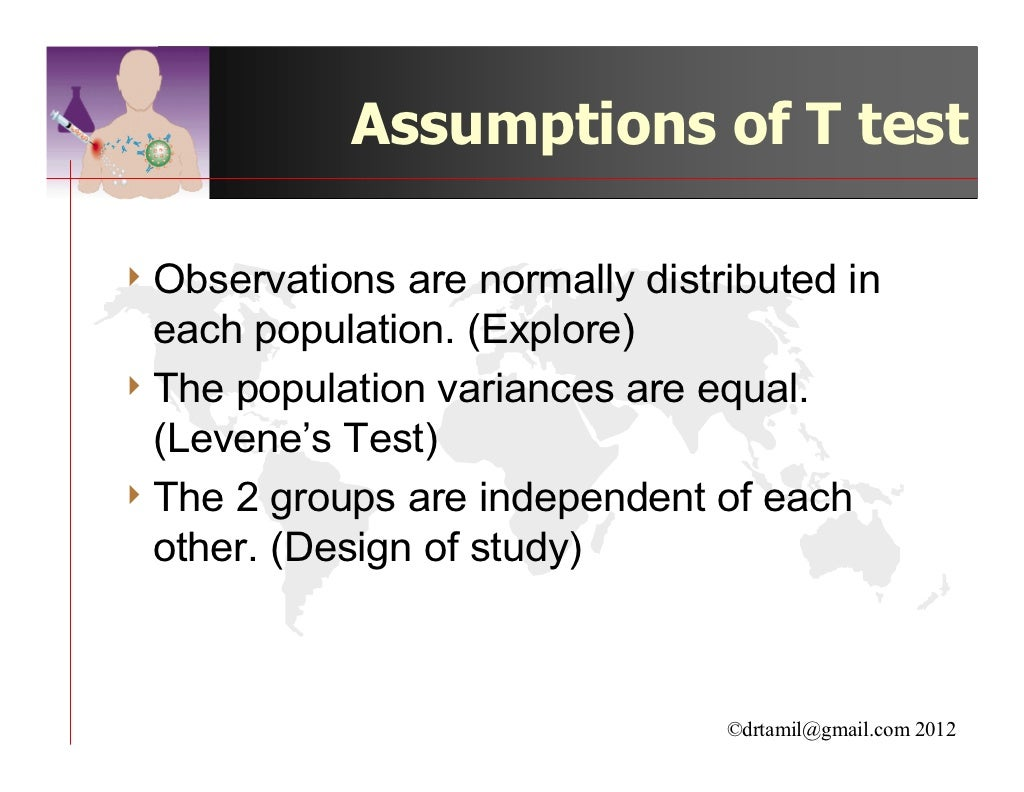 Assumptions of T test
Observations are normally distributed in
each population. (Explore)
The population variances are equal.
(Levene’s Test)
The 2 groups are independent of each
other. (Design of study)
©drtamil@gmail.com 2012